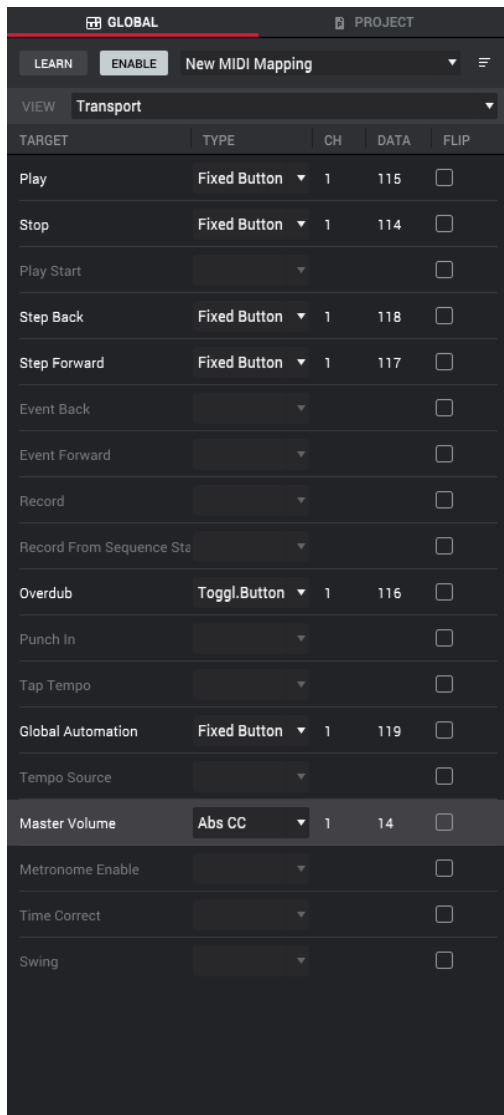 GLOBAL PROJECT
LEARN ENABLE New MIDI Mapping
VIEW Transport
TARGET TYPE CH DATA FLIP
Play Fixed Button 1 115
Stop Fixed Button 1 114
Play Start
Step Back Fixed Button 1 118
Step Forward Fixed Button 1 117
Event Back
Event Forward
Record
Record From Sequence Sta
Overdub Toggl.Button 1 116
Punch In
Tap Tempo
Global Automation Fixed Button 1 119
Tempo Source
Master Volume Abs CC 1 14
Metronome Enable
Time Correct
Swing